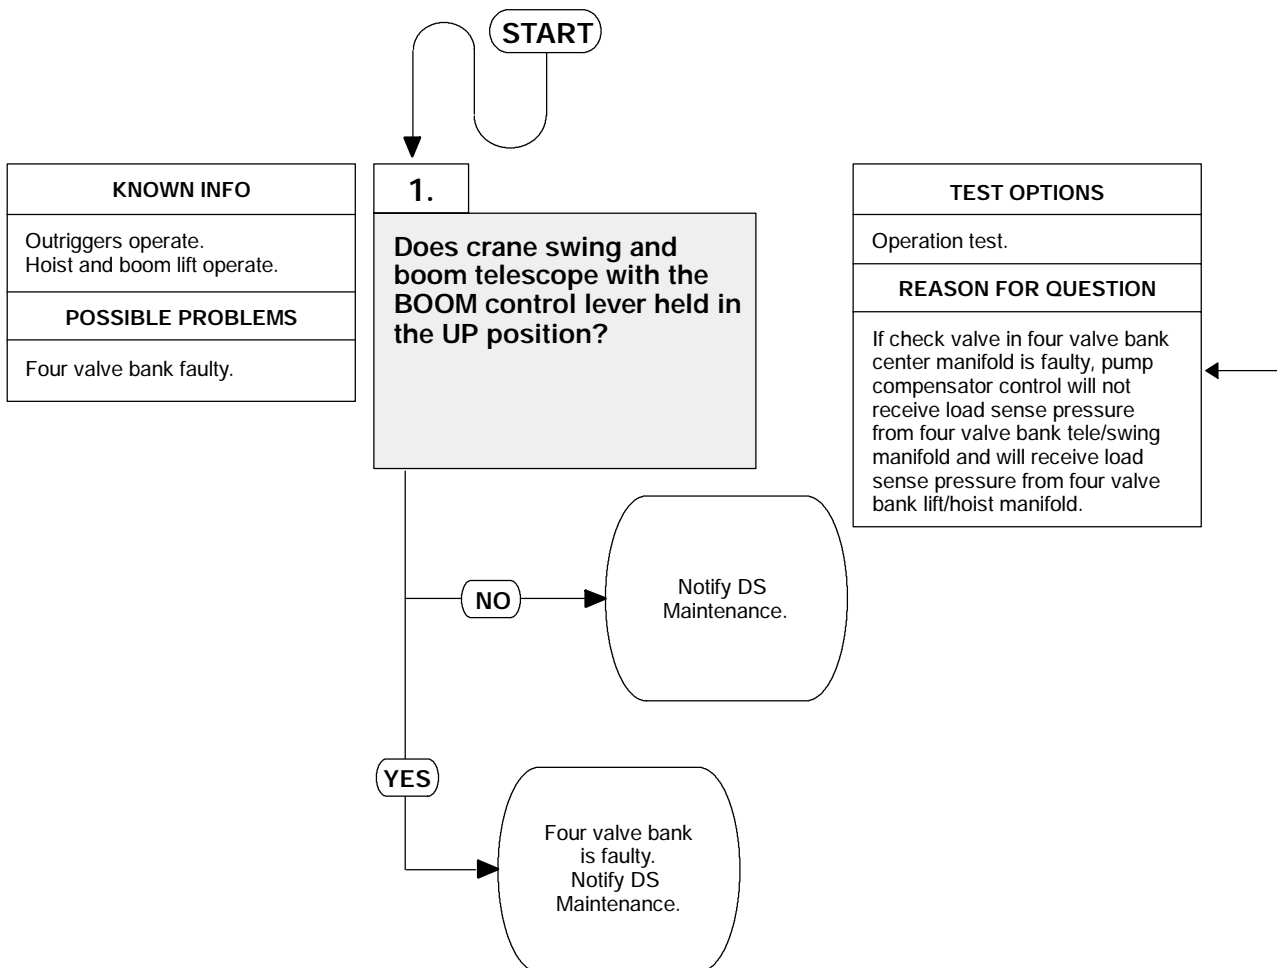 START
KNOWN INFO
Outriggers operate.
Hoist and boom lift operate.
POSSIBLE PROBLEMS
Four valve bank faulty.
1.
Does crane swing and
boom telescope with the
BOOM control lever held in
the UP position?
TEST OPTIONS
Operation test.
REASON FOR QUESTION
If check valve in four valve bank
center manifold is faulty, pump
compensator control will not
receive load sense pressure
from four valve bank tele/swing
manifold and will receive load
sense pressure from four valve
bank lift/hoist manifold.
NO
Notify DS
Maintenance.
YES
Four valve bank
is faulty.
Notify DS
Maintenance.